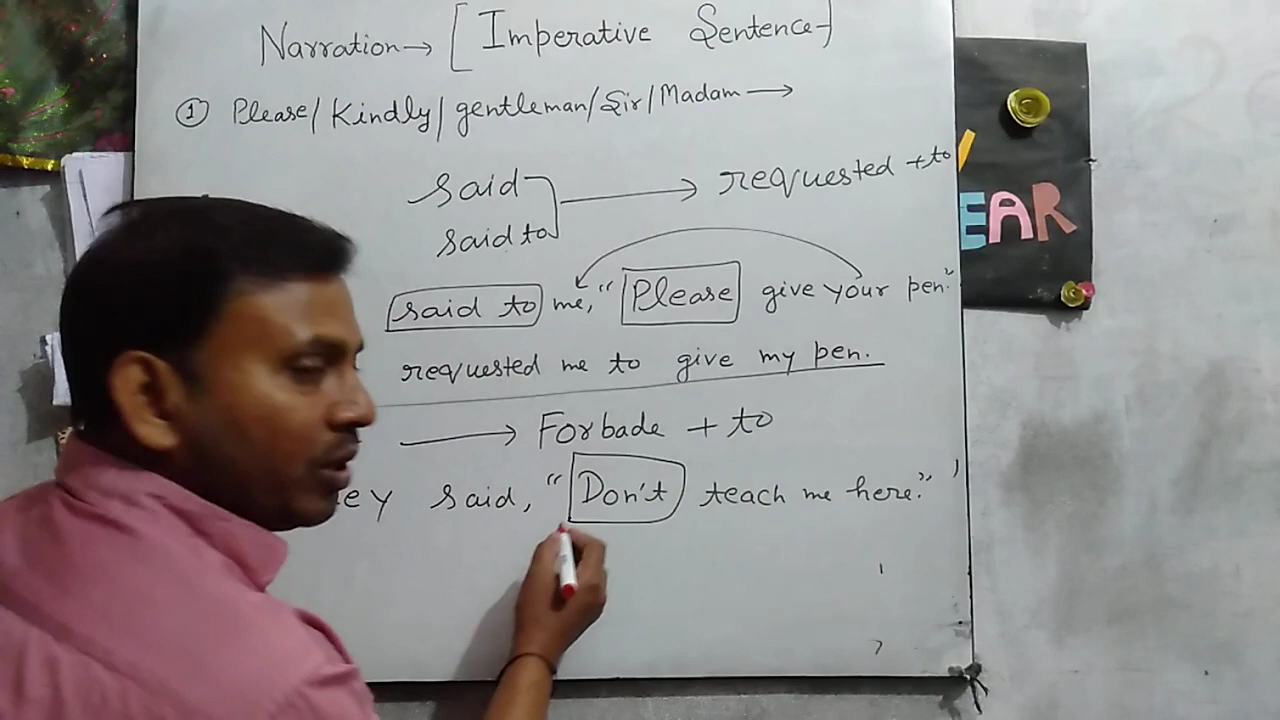 Narration → [Imperative Sentence]
① Please/Kindly/gentleman/Sir/Madam →
said
said to
→ requested + to
said to me, "Please give your pen."
requested me to give my pen.
→ Forbade + to
ey said, "Don't teach me here."
EAR